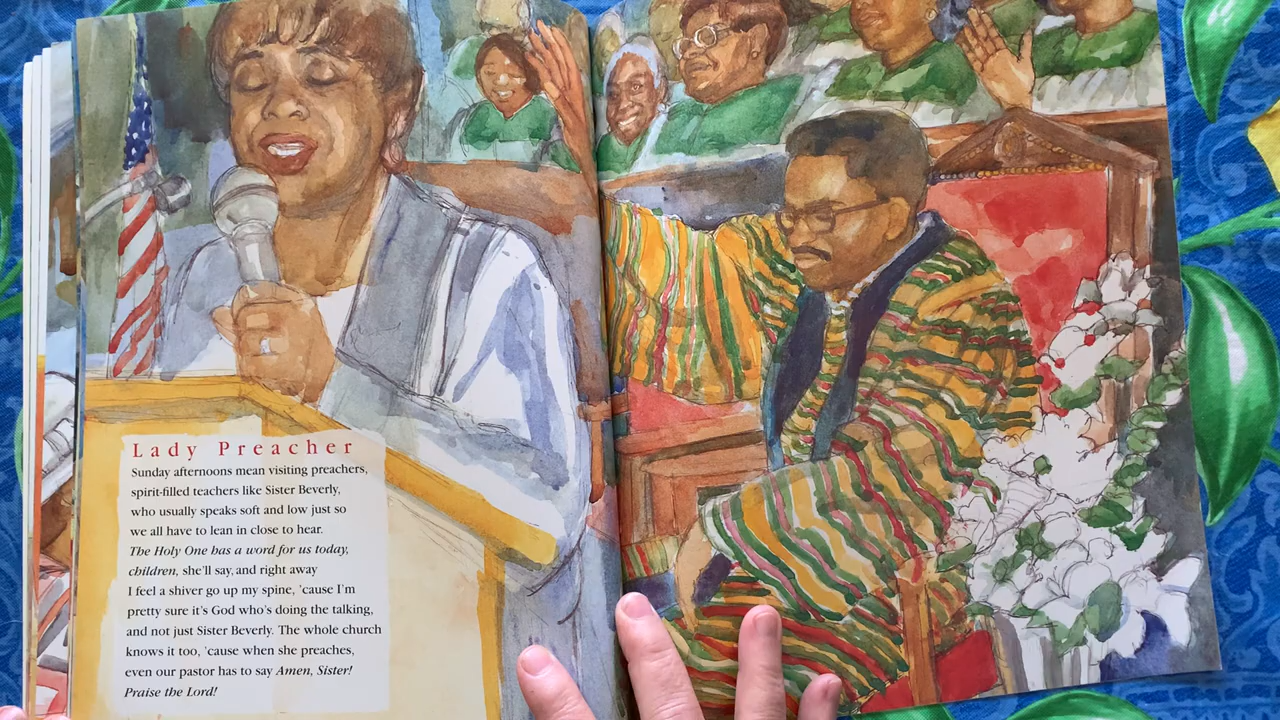 Lady Preacher
Sunday afternoons mean visiting preachers,
spirit-filled teachers like Sister Beverly,
who usually speaks soft and low just so
we all have to lean in close to hear.
The Holy One has a word for us today,
children, she'll say, and right away
I feel a shiver go up my spine, 'cause I'm
pretty sure it's God who's doing the talking,
and not just Sister Beverly. The whole church
knows it too, 'cause when she preaches,
even our pastor has to say Amen, Sister!
Praise the Lord!